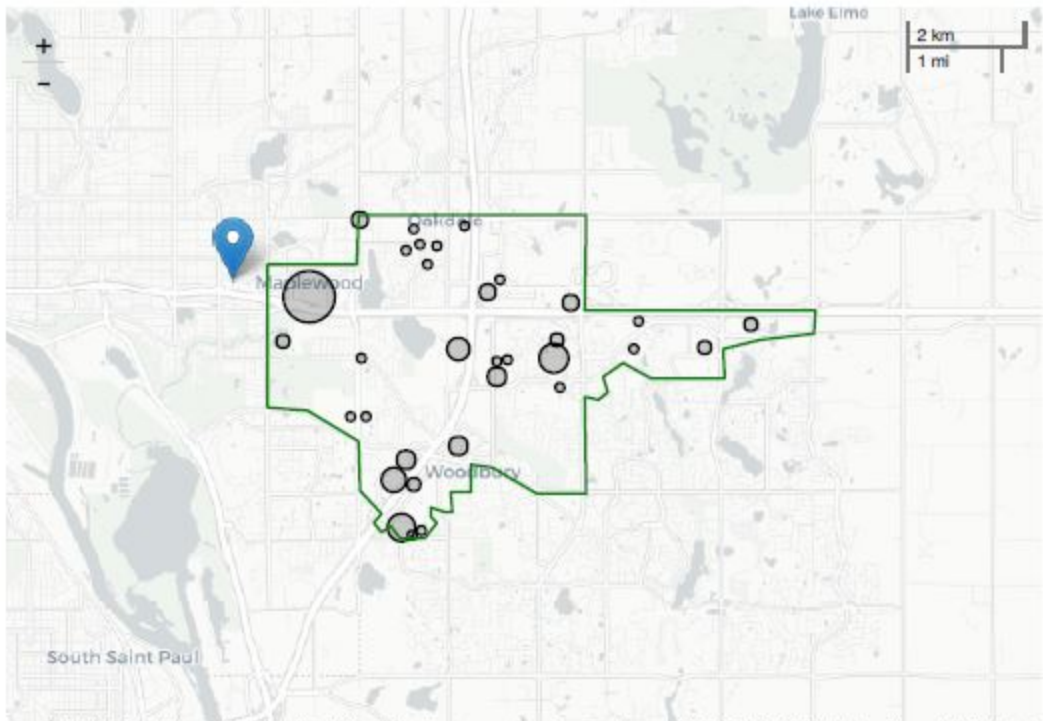 Lake Elmo
+
2 km
1 mi
-
Oakdale
Maplewood
Woodbury
South Saint Paul